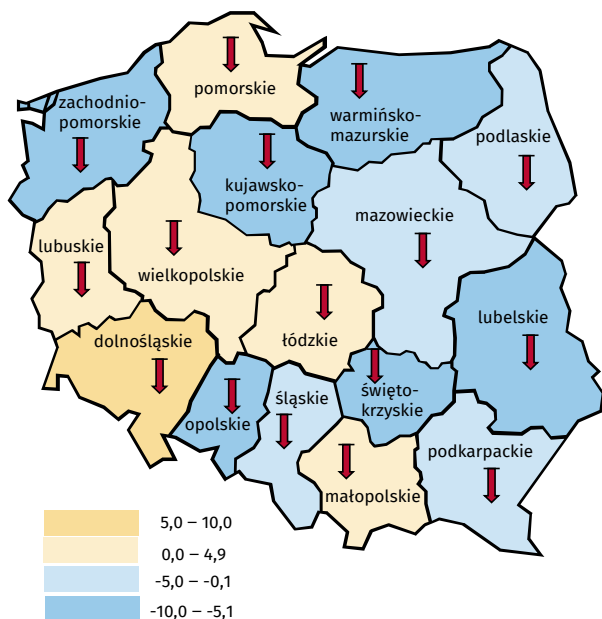 pomorskie
zachodnio-
pomorskie
warmińsko-
mazurskie
podlaskie
kujawsko-
pomorskie
mazowieckie
lubuskie
wielkopolskie
lubelskie
łódzkie
dolnośląskie
śląskie
święto-
krzyskie
opolskie
podkarpackie
małopolskie
5,0 – 10,0
0,0 – 4,9
-5,0 – -0,1
-10,0 – -5,1